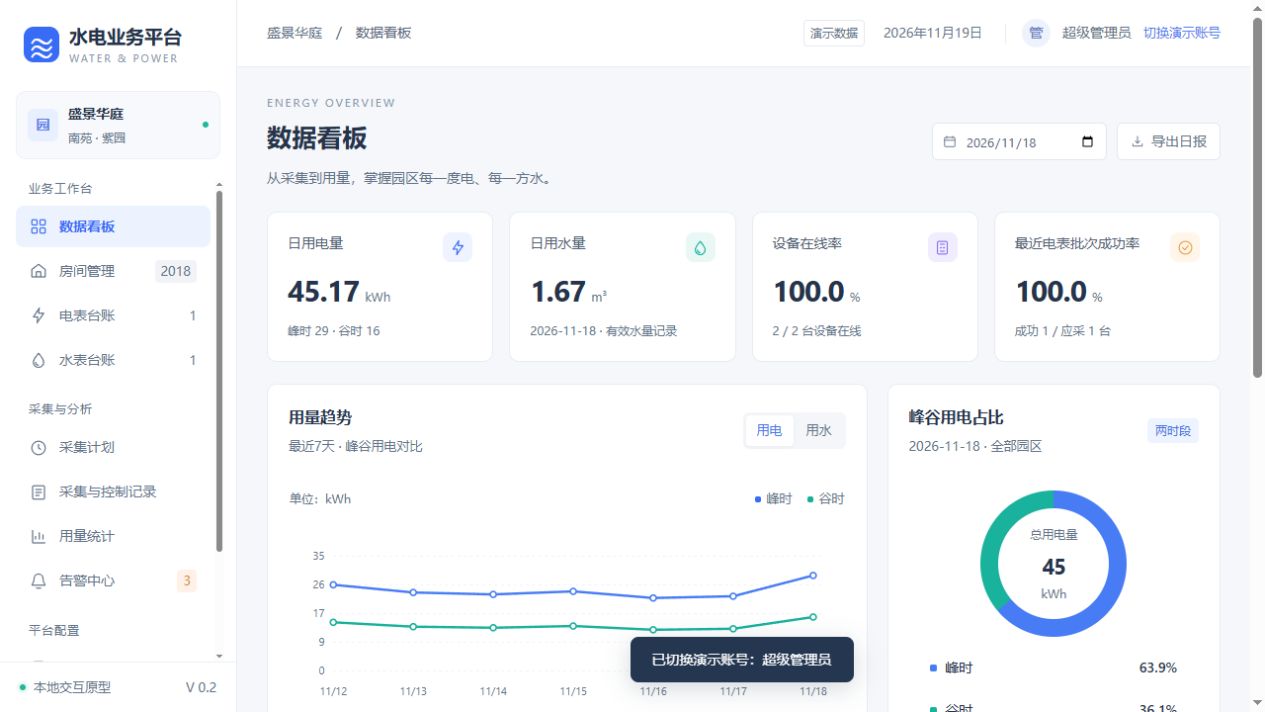 水电业务平台
WATER & POWER
园
盛景华庭
南苑 · 紫园
业务工作台
数据看板
房间管理 2018
电表台账 1
水表台账 1
采集与分析
采集计划
采集与控制记录
用量统计
告警中心 3
平台配置
本地交互原型 V 0.2
盛景华庭 / 数据看板
演示数据 2026年11月19日 管 超级管理员 切换演示账号
ENERGY OVERVIEW
数据看板
从采集到用量，掌握园区每一度电、每一方水。
2026/11/18 导出日报
日用电量
45.17 kWh
峰时 29 · 谷时 16
日用水量
1.67 m³
2026-11-18 · 有效水量记录
设备在线率
100.0 %
2 / 2 台设备在线
最近电表批次成功率
100.0 %
成功 1 / 应采 1 台
用量趋势
最近7天 · 峰谷用电对比
用电 用水
单位：kWh
峰时 谷时
35
26
17
9
0
11/12 11/13 11/14 11/15 11/16 11/17 11/18
已切换演示账号：超级管理员
峰谷用电占比
2026-11-18 · 全部园区
两时段
总用电量
45
kWh
峰时 63.9%
谷时 36.1%